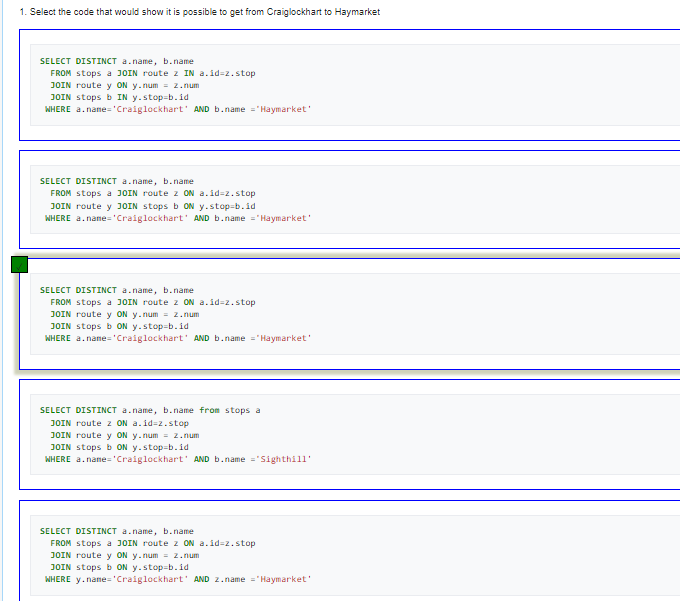 1. Select the code that would show it is possible to get from Craiglockhart to Haymarket
SELECT DISTINCT a.name, b.name
FROM stops a JOIN route z IN a.id=z.stop
JOIN route y ON y.num = z.num
JOIN stops b IN y.stop=b.id
WHERE a.name='Craiglockhart' AND b.name ='Haymarket'
SELECT DISTINCT a.name, b.name
FROM stops a JOIN route z ON a.id=z.stop
JOIN route y JOIN stops b ON y.stop=b.id
WHERE a.name='Craiglockhart' AND b.name ='Haymarket'
SELECT DISTINCT a.name, b.name
FROM stops a JOIN route z ON a.id=z.stop
JOIN route y ON y.num = z.num
JOIN stops b ON y.stop=b.id
WHERE a.name='Craiglockhart' AND b.name ='Haymarket'
SELECT DISTINCT a.name, b.name from stops a
JOIN route z ON a.id=z.stop
JOIN route y ON y.num = z.num
JOIN stops b ON y.stop=b.id
WHERE a.name='Craiglockhart' AND b.name ='Sighthill'
SELECT DISTINCT a.name, b.name
FROM stops a JOIN route z ON a.id=z.stop
JOIN route y ON y.num = z.num
JOIN stops b ON y.stop=b.id
WHERE y.name='Craiglockhart' AND z.name ='Haymarket'